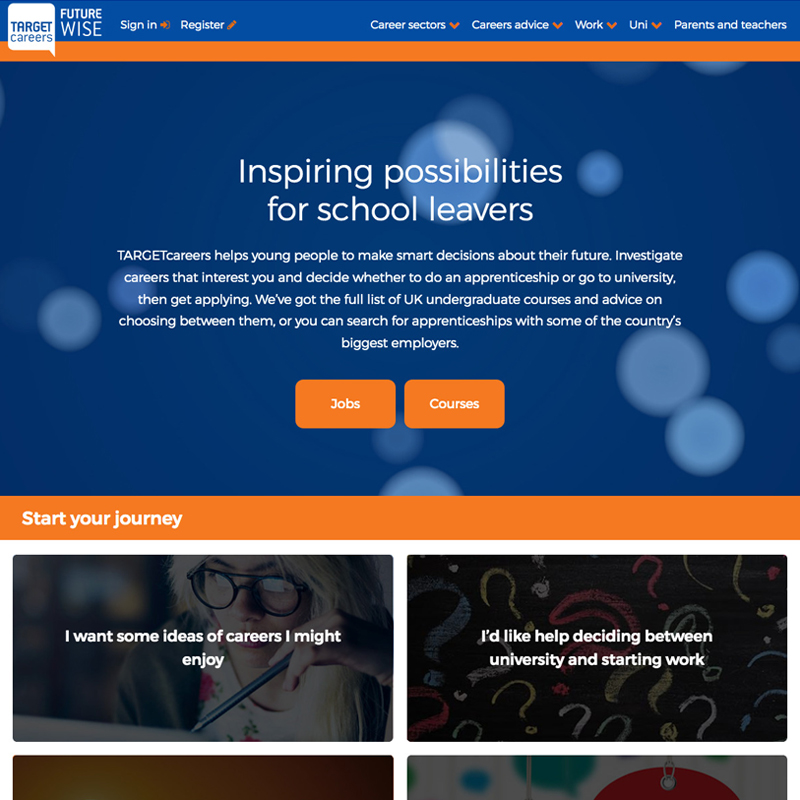 TARGET
careers
FUTURE
WISE
Sign in
Register
Career sectors
Careers advice
Work
Uni
Parents and teachers
Inspiring possibilities
for school leavers
TARGETcareers helps young people to make smart decisions about their future. Investigate
careers that interest you and decide whether to do an apprenticeship or go to university,
then get applying. We've got the full list of UK undergraduate courses and advice on
choosing between them, or you can search for apprenticeships with some of the country's
biggest employers.
Jobs
Courses
Start your journey
I want some ideas of careers I might
enjoy
I'd like help deciding between
university and starting work